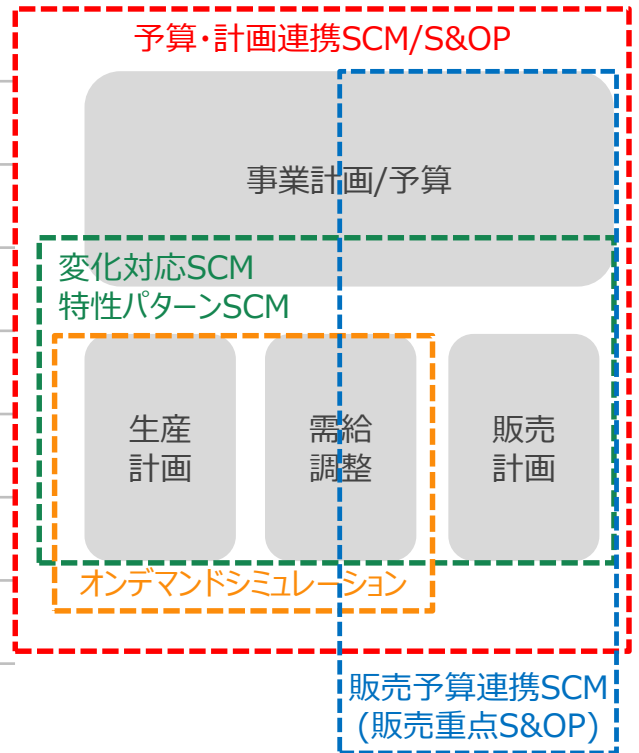 予算・計画連携SCM/S&OP
事業計画/予算
変化対応SCM
特性パターンSCM
生産
計画
需給
調整
販売
計画
オンデマンドシミュレーション
販売予算連携SCM
(販売重点S&OP)